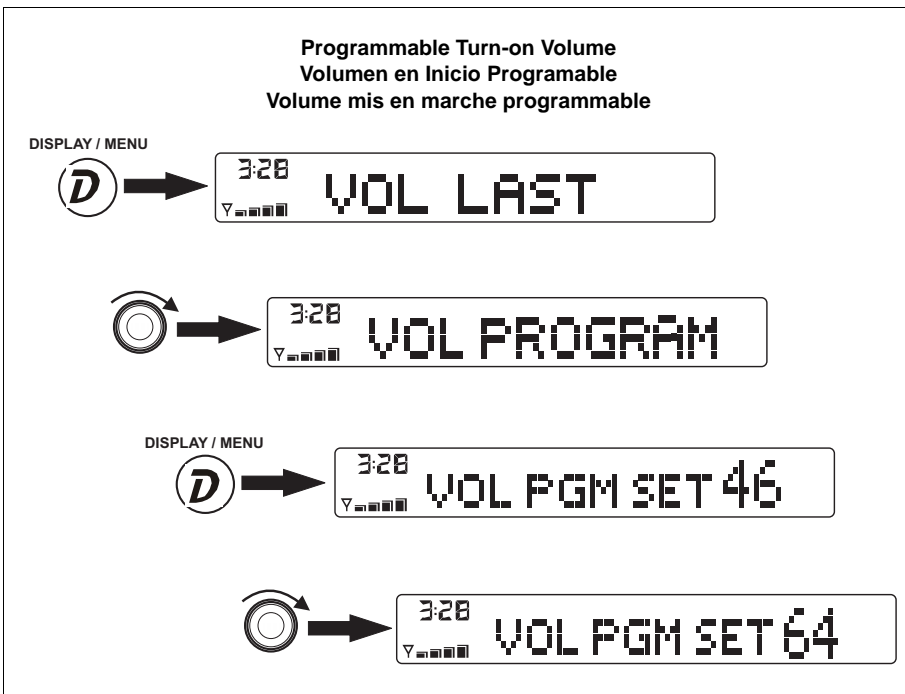 Programmable Turn-on Volume
Volumen en Inicio Programable
Volume mis en marche programmable
DISPLAY / MENU
D
3:28
VOL LAST
3:28
VOL PROGRAM
DISPLAY / MENU
D
3:28
VOL PGM SET 46
3:28
VOL PGM SET 64